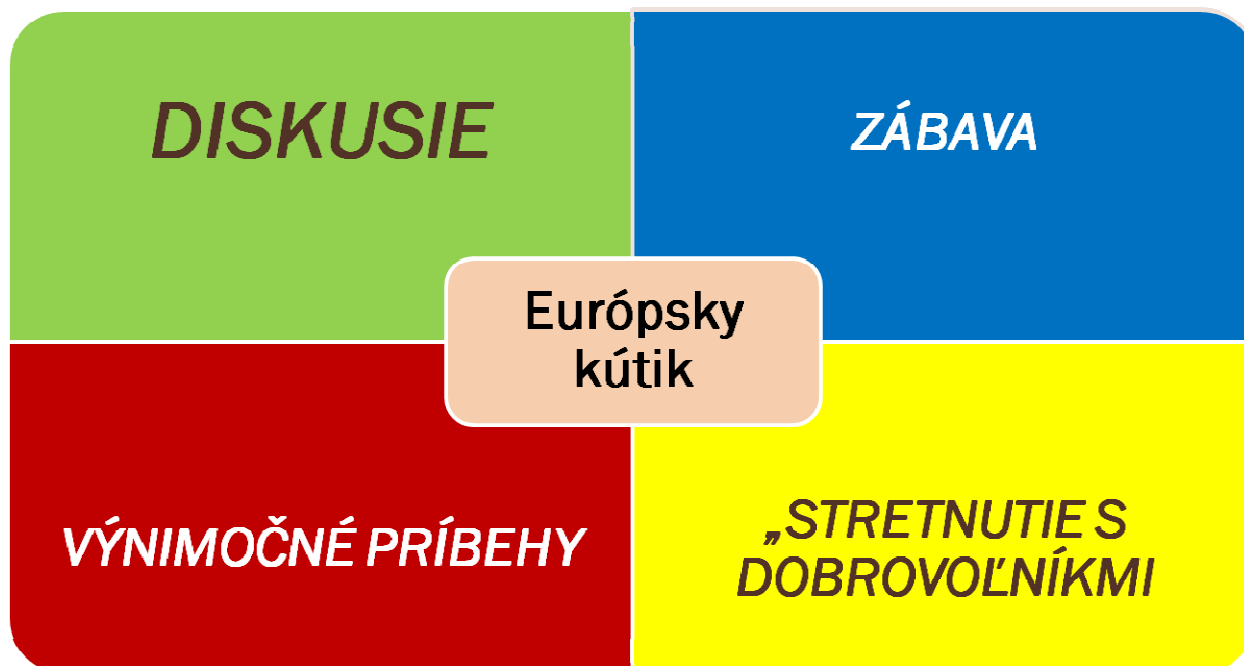 DISKUSIE
ZÁBAVA
Európsky
kútik
VÝNIMOČNÉ PRÍBEHY
„STRETNUTIE S
DOBROVOĽNÍKMI